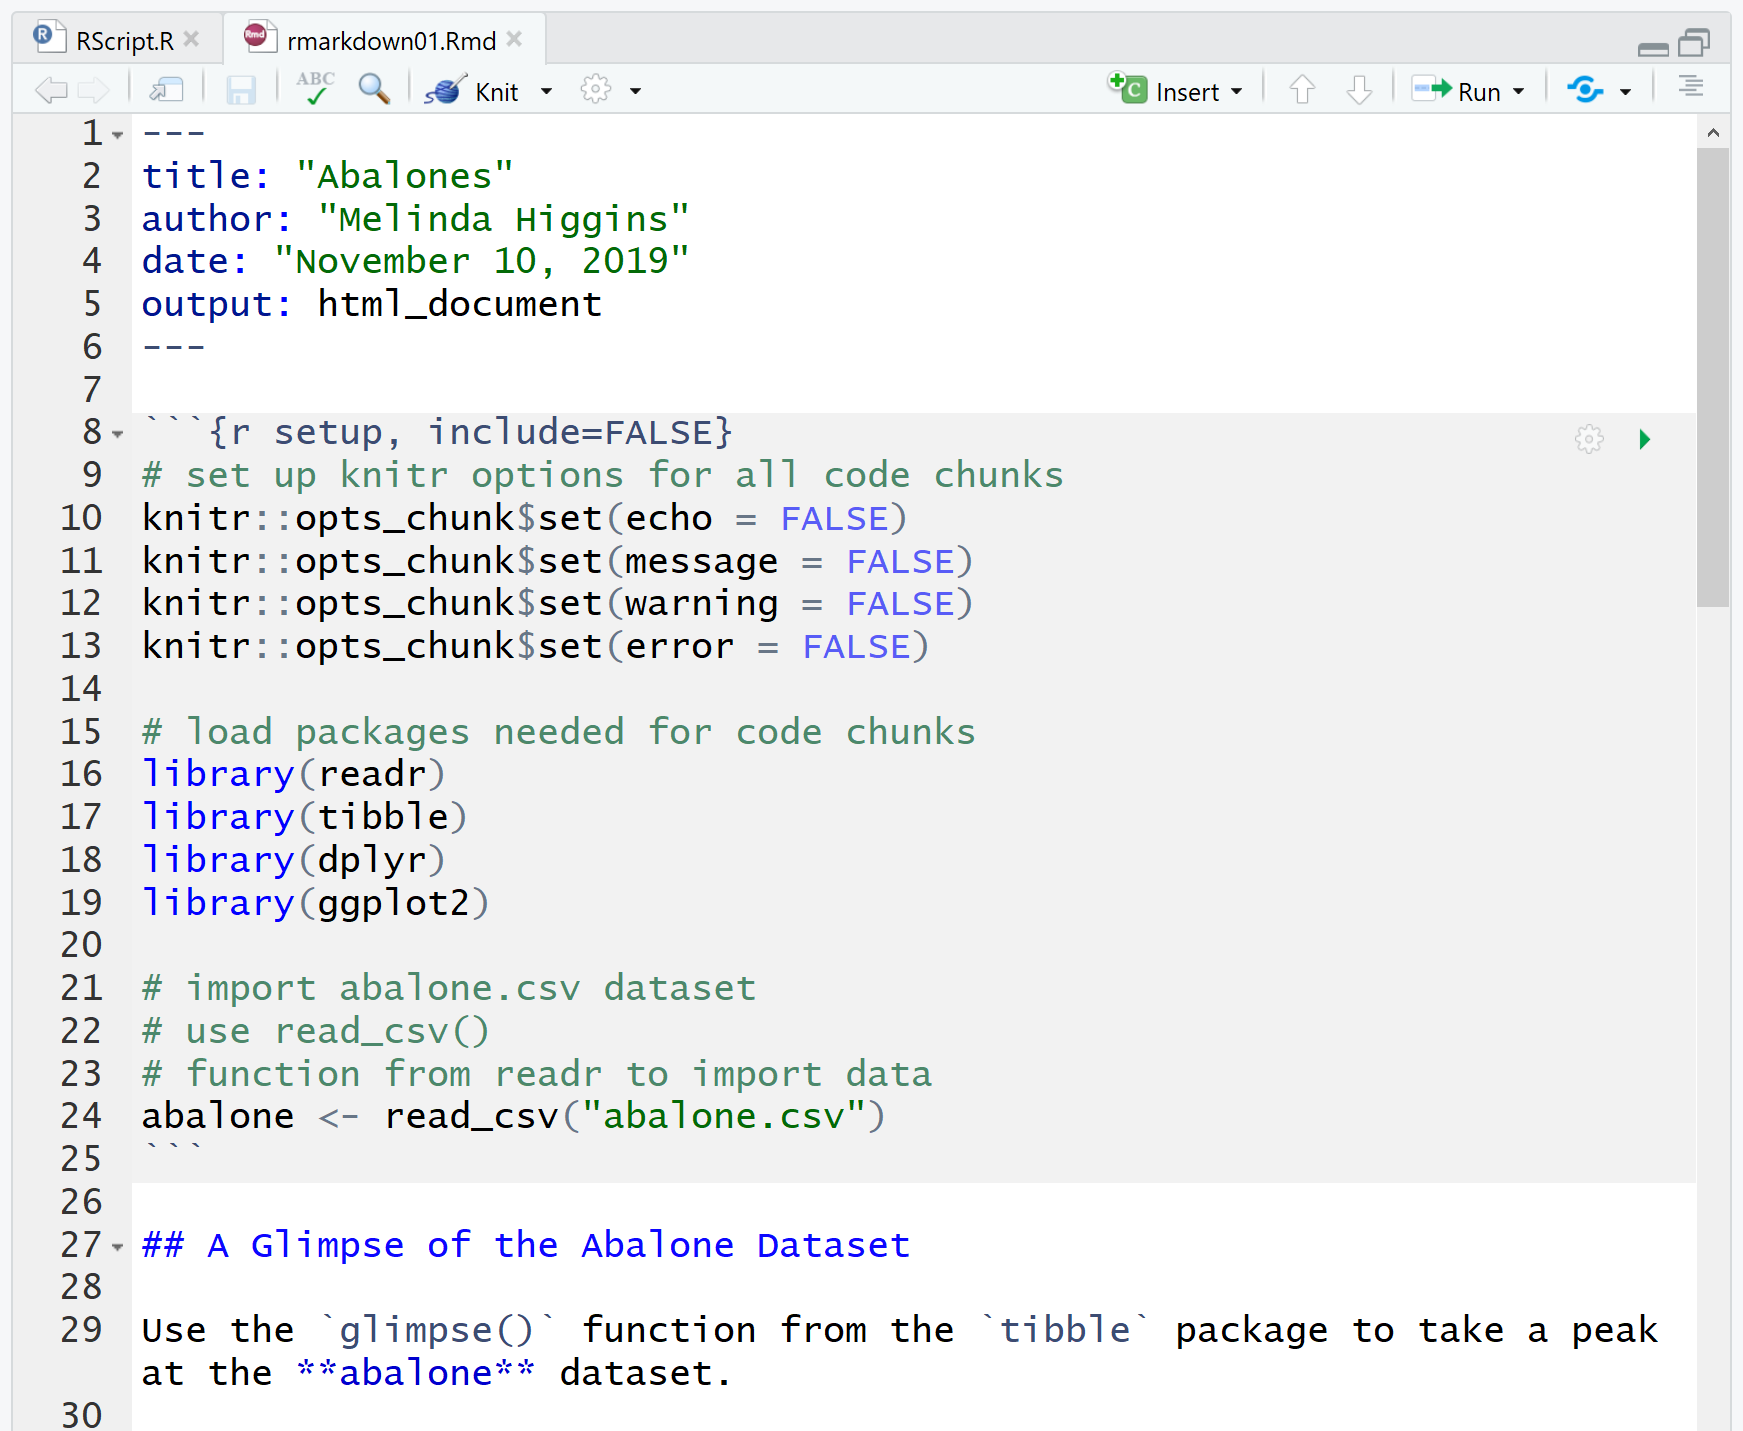 RScript.R
rmarkdown01.Rmd
ABC
Knit
Insert
Run
1 ---
2 title: "Abalones"
3 author: "Melinda Higgins"
4 date: "November 10, 2019"
5 output: html_document
6 ---
7
8 ```{r setup, include=FALSE}
9 # set up knitr options for all code chunks
10 knitr::opts_chunk$set(echo = FALSE)
11 knitr::opts_chunk$set(message = FALSE)
12 knitr::opts_chunk$set(warning = FALSE)
13 knitr::opts_chunk$set(error = FALSE)
14
15 # load packages needed for code chunks
16 library(readr)
17 library(tibble)
18 library(dplyr)
19 library(ggplot2)
20
21 # import abalone.csv dataset
22 # use read_csv()
23 # function from readr to import data
24 abalone <- read_csv("abalone.csv")
25 ```
26
27 ## A Glimpse of the Abalone Dataset
28
29 Use the `glimpse()` function from the `tibble` package to take a peak
at the **abalone** dataset.
30